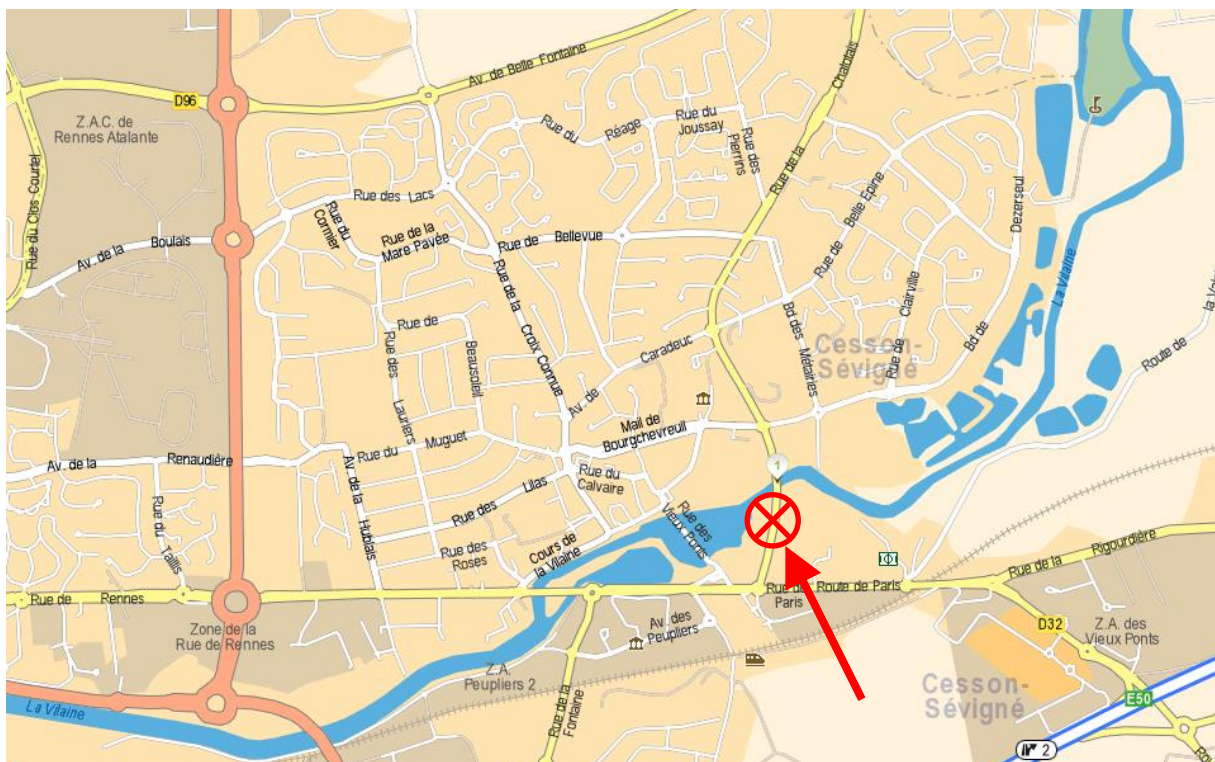 Av. de Belle Fontaine
Chalotais
D96
Z.A.C. de
Rennes Atalante
Rue du Clos Courtel
Rue du
Réage
Rue du
Joussay
Rue des
Pierrins
Rue de la
Rue des Lacs
Rue du
Cormier
Rue de la
Mare Pavée
Rue de
Bellevue
Av. de la
Boulais
Rue de
Belle Epine
Dezerseul
Bd de
Rue de
Clairville
La Vilaine
Route de
Rue de la
Croix Connue
Rue de
Beausoleil
Rue des
Lauriers
Av. de
Caradeuc
Bd des
Métairies
Cesson-
Sévigné
Mail de
Bourgchevreuil
Rue du
Muguet
Av. de la
Renaudière
Av. de la
Hublais
Rue du
Calvaire
1
Rue des
Lilas
Rue des
Vieux Ponts
Rue du
Taillis
Rue des
Roses
Cours de
la Vilaine
Rue de
Rennes
Rue de
Paris
Route de Paris
Rue de la
Rigourdière
Zone de la
Rue de Rennes
Av. des
Peupliers
D32
Z.A. des
Vieux Ponts
Z.A.
Peupliers 2
Rue de la
Fontaine
Cesson-
Sévigné
La Vilaine
E50
2